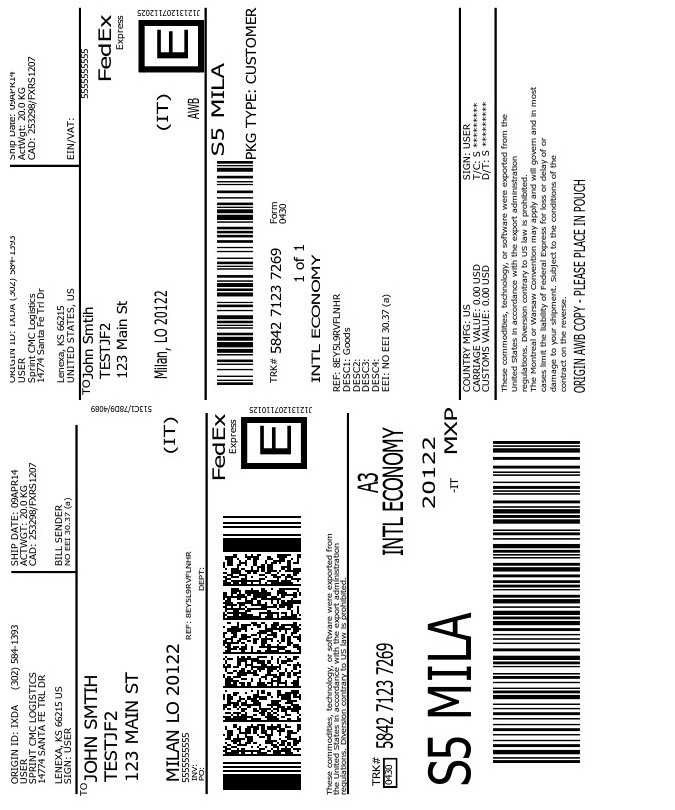 ORIGIN ID: IXDA (302) 584-1393
USER
SPRINT CMC LOGISTICS
14774 SANTA FE TRL DR
LENEXA, KS 66215 US
SIGN: USER
SHIP DATE: 09APR14
ACTWGT: 20.0 KG
CAD: 253298/FXRS1207
BILL SENDER
NO EEI 30.37 (a)
TO JOHN SMTIH
TESTJF2
123 MAIN ST
MILAN LO 20122
(IT)
5555555555
INV:
PO:
REF: 8EYSL9RVFLNHR
DEPT:
513C1/7809/4089
FedEx
Express
E
J121312071110125
These commodities, technology, or software were exported from
the United States in accordance with the export administration
regulations. Diversion contrary to US law is prohibited.
TRK# 5842 7123 7269
0430
A3
INTL ECONOMY
S5 MILA
20122
-IT MXP
ORIGIN ID: IXDA (302) 584-1393
USER
Sprint CMC Logistics
14774 Santa Fe Trl Dr
Lenexa, KS 66215
UNITED STATES, US
Ship Date: 09APR14
ActWgt: 20.0 KG
CAD: 253298/FXRS1207
EIN/VAT:
TO John Smtih
TESTJF2
123 Main St
Milan, LO 20122
5555555555
(IT)
FedEx
Express
E
AWB
S5 MILA
PKG TYPE: CUSTOMER
TRK# 5842 7123 7269
Form
0430
1 of 1
INTL ECONOMY
REF: 8EYSL9RVFLNHR
DESC1: Goods
DESC2:
DESC3:
DESC4:
EEI: NO EEI 30.37 (a)
COUNTRY MFG: US
CARRIAGE VALUE: 0.00 USD
CUSTOMS VALUE: 0.00 USD
SIGN: USER
T/C: S *********
D/T: S *********
These commodities, technology, or software were exported from the
United States in accordance with the export administration
regulations. Diversion contrary to US law is prohibited.
The Montreal or Warsaw Convention may apply and will govern and in most
cases limit the liability of Federal Express for loss or delay of or
damage to your shipment. Subject to the conditions of the
contract on the reverse.
ORIGIN AWB COPY - PLEASE PLACE IN POUCH